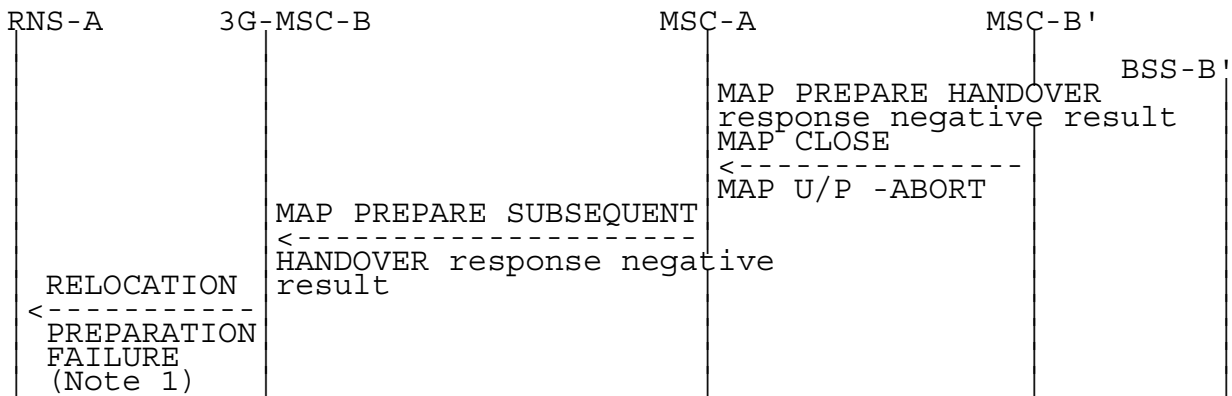 RNS-A 3G-MSC-B MSC-A MSC-B'
BSS-B'
MAP PREPARE HANDOVER
response negative result
MAP CLOSE
MAP U/P -ABORT
MAP PREPARE SUBSEQUENT
HANDOVER response negative
result
RELOCATION
PREPARATION
FAILURE
(Note 1)